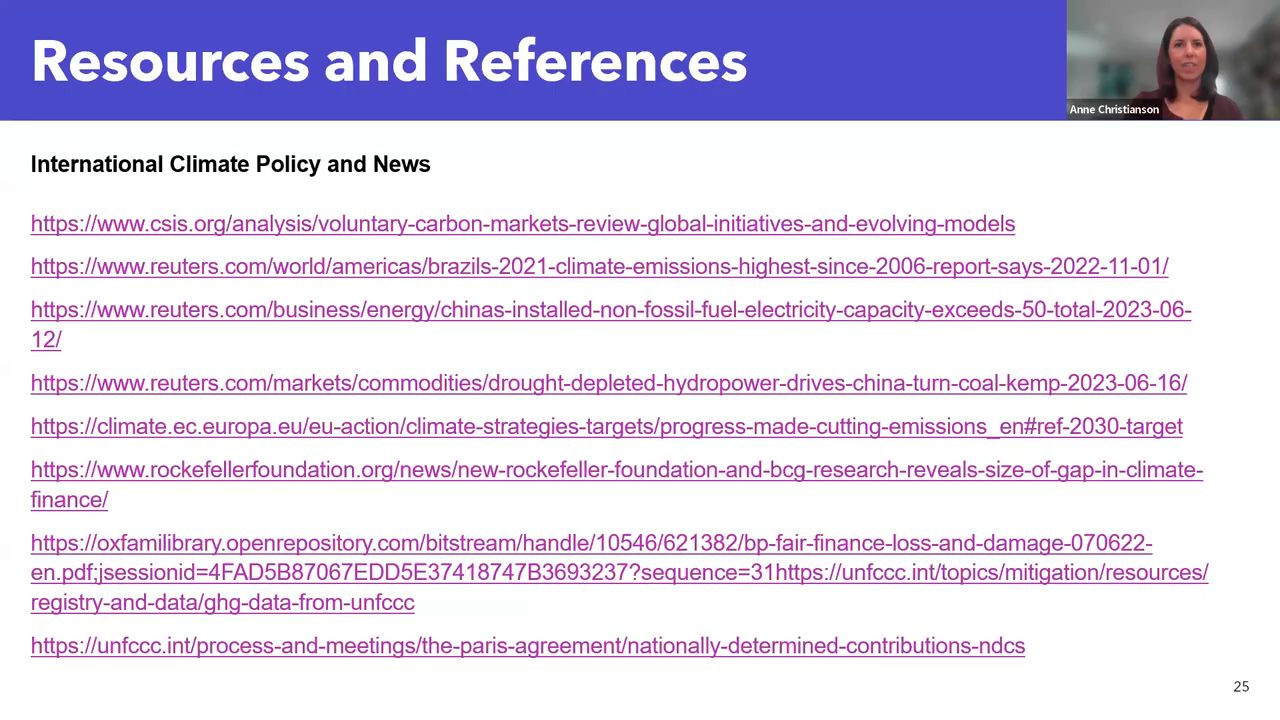 Resources and References
Anne Christianson
International Climate Policy and News
https://www.csis.org/analysis/voluntary-carbon-markets-review-global-initiatives-and-evolving-models
https://www.reuters.com/world/americas/brazils-2021-climate-emissions-highest-since-2006-report-says-2022-11-01/
https://www.reuters.com/business/energy/chinas-installed-non-fossil-fuel-electricity-capacity-exceeds-50-total-2023-06-
12/
https://www.reuters.com/markets/commodities/drought-depleted-hydropower-drives-china-turn-coal-kemp-2023-06-16/
https://climate.ec.europa.eu/eu-action/climate-strategies-targets/progress-made-cutting-emissions_en#ref-2030-target
https://www.rockefellerfoundation.org/news/new-rockefeller-foundation-and-bcg-research-reveals-size-of-gap-in-climate-
finance/
https://oxfamilibrary.openrepository.com/bitstream/handle/10546/621382/bp-fair-finance-loss-and-damage-070622-
en.pdf;jsessionid=4FAD5B87067EDD5E37418747B3693237?sequence=31https://unfccc.int/topics/mitigation/resources/
registry-and-data/ghg-data-from-unfccc
https://unfccc.int/process-and-meetings/the-paris-agreement/nationally-determined-contributions-ndcs
25